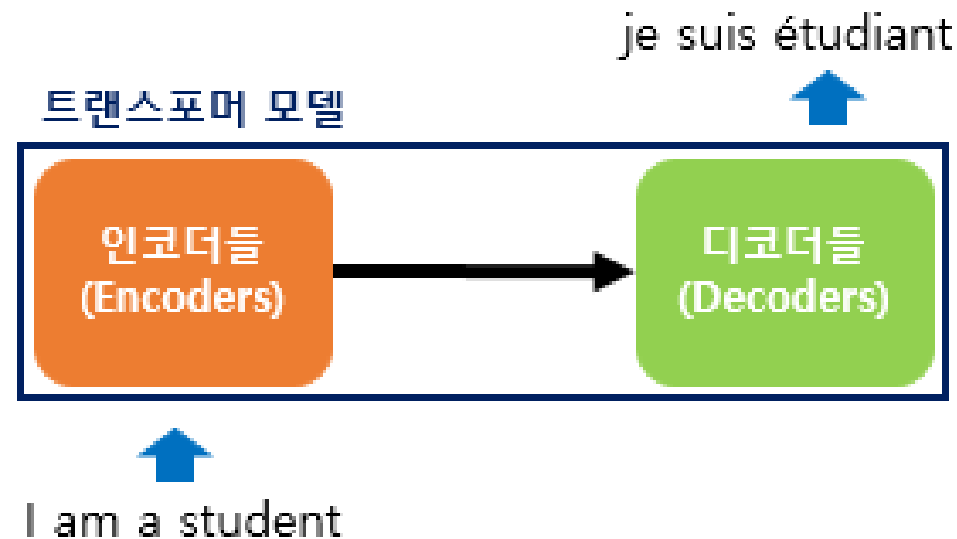 je suis étudiant
트랜스포머 모델
인코더들
(Encoders)
디코더들
(Decoders)
I am a student